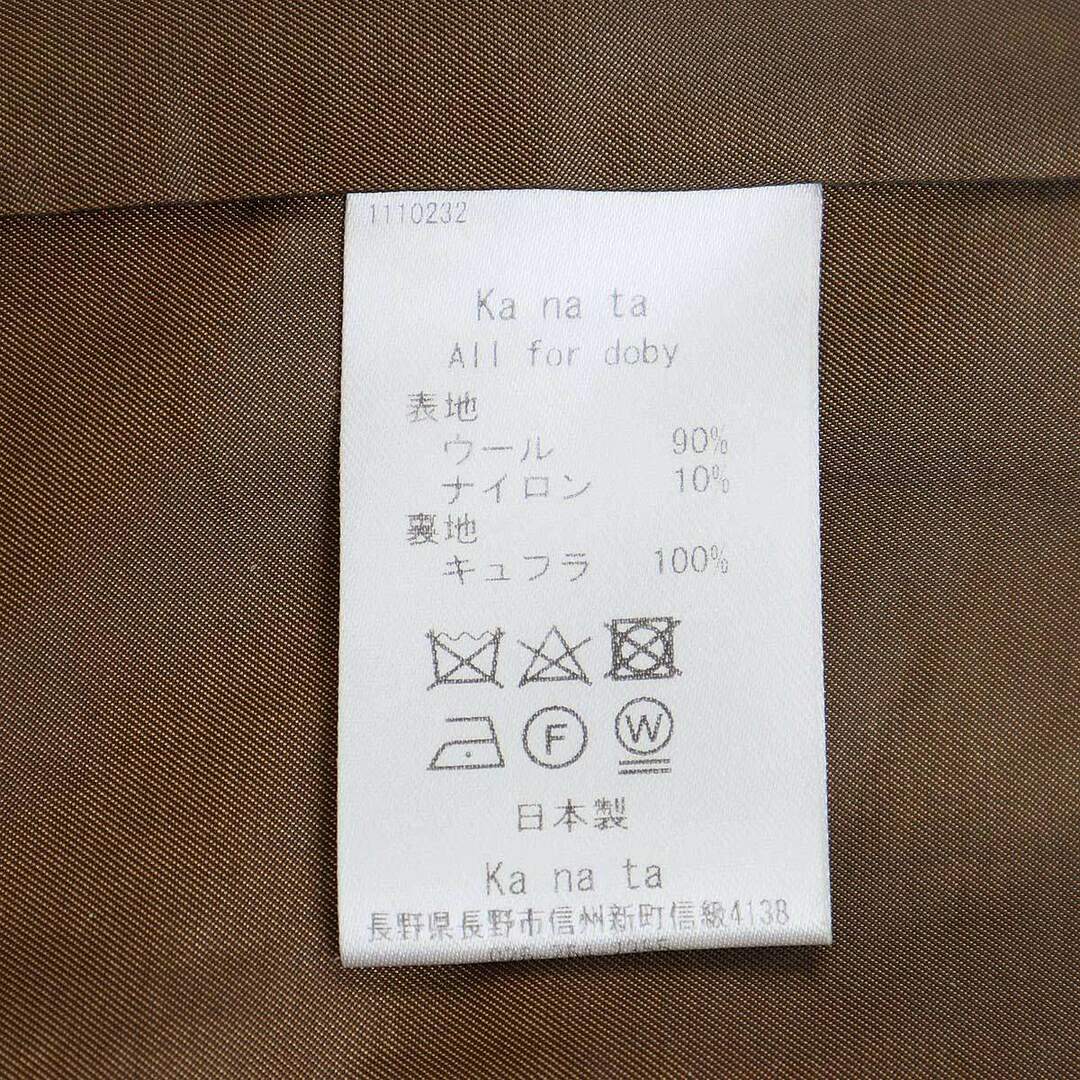 1110232
Ka na ta
All for doby
表地
ウール 90%
ナイロン 10%
裏地
キュプラ 100%
F W
日本製
Ka na ta
長野県長野市信州新町信級4138